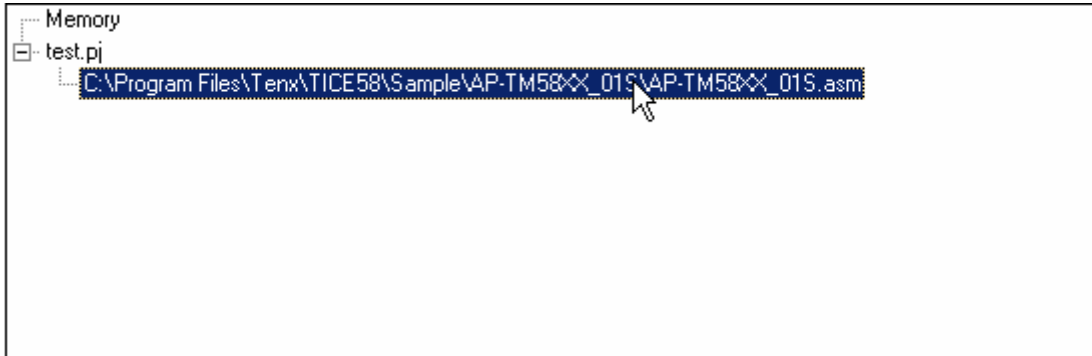 Memory
test.pj
C:\Program Files\Tenx\TICE58\Sample\AP-TM58XX_01S\AP-TM58XX_01S.asm